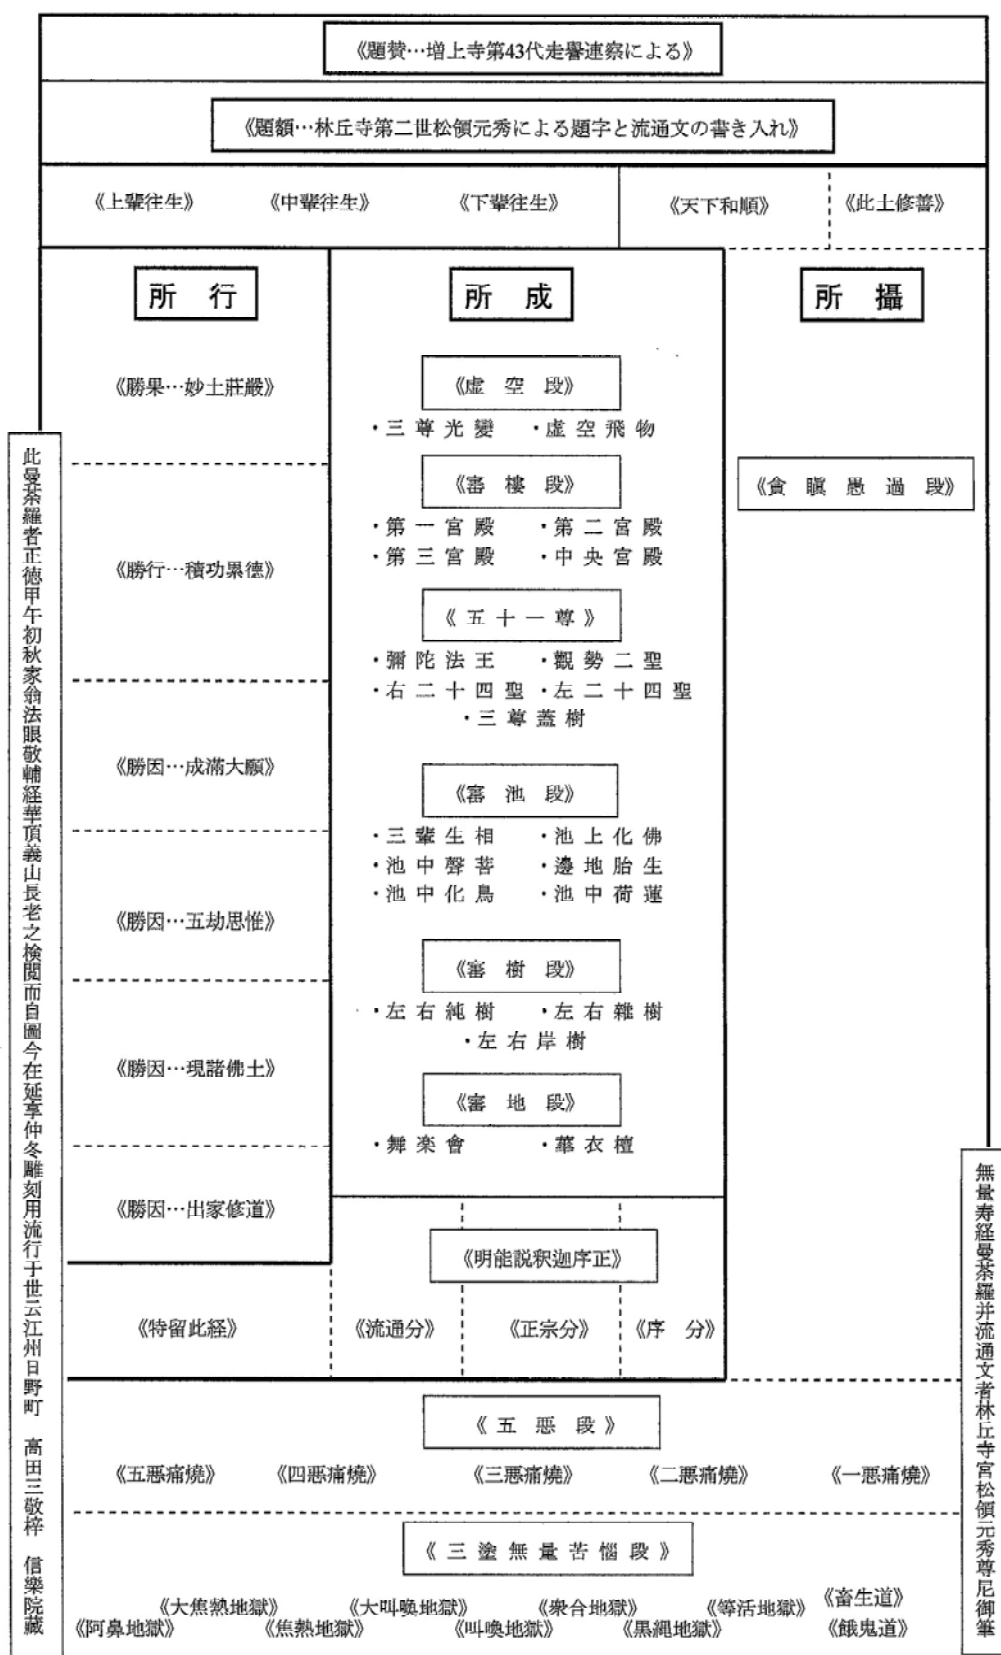 《題賛…増上寺第43代走譽連察による》
《題額…林丘寺第二世松領元秀による題字と流通文の書き入れ》
《上輩往生》 《中輩往生》 《下輩往生》 《天下和順》 《此土修善》
所 行
所 成
所 攝
《勝果…妙土莊嚴》
《勝行…積功累徳》
《勝因…成滿大願》
《勝因…五劫思惟》
《勝因…現諸佛土》
《勝因…出家修道》
《虚 空 段》
・三尊光變 ・虚空飛物
《審 樓 段》
・第一宮殿 ・第二宮殿
・第三宮殿 ・中央宮殿
《五十一尊》
・彌陀法王 ・觀勢二聖
・右二十四聖 ・左二十四聖
・三尊蓋樹
《審 池 段》
・三輩生相 ・池上化佛
・池中聲菩 ・邊地胎生
・池中化鳥 ・池中荷蓮
《審 樹 段》
・左右純樹 ・左右雜樹
・左右岸樹
《審 地 段》
・舞楽會 ・華衣檀
《貪 瞋 愚 過 段》
《明能説釈迦序正》
《特留此経》 《流通分》 《正宗分》 《序 分》
《五 悪 段》
《五悪痛燒》 《四悪痛燒》 《三悪痛燒》 《二悪痛燒》 《一悪痛燒》
《三塗無量苦惱段》
《大焦熱地獄》 《大叫喚地獄》 《衆合地獄》 《等活地獄》 《畜生道》
《阿鼻地獄》 《焦熱地獄》 《叫喚地獄》 《黒縄地獄》 《餓鬼道》
此曼荼羅者正徳甲午初秋家翁法眼敬輔経華頂義山長老之検閲而自圖今在延享仲冬雕刻用流行于世云江州日野町 高田三敬梓 信樂院藏
無量寿経曼荼羅并流通文者林丘寺宮松領元秀尊尼御筆